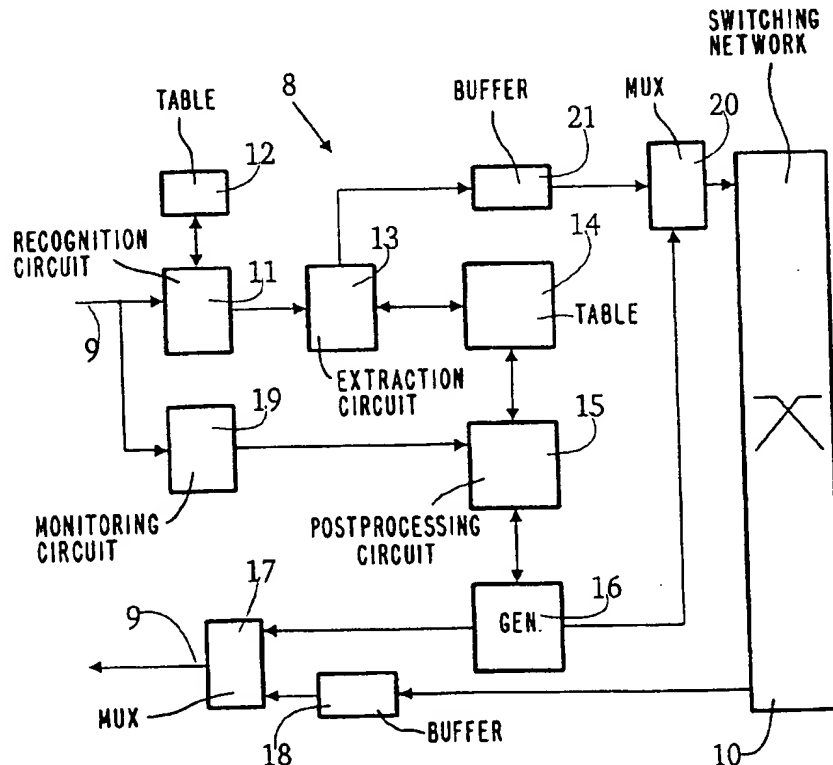 SWITCHING
NETWORK
8
BUFFER
MUX
TABLE
21
20
12
RECOGNITION
CIRCUIT
13
14
11
TABLE
9
EXTRACTION
CIRCUIT
19
15
MONITORING
CIRCUIT
POSTPROCESSING
CIRCUIT
17
16
GEN.
9
MUX
BUFFER
18
10